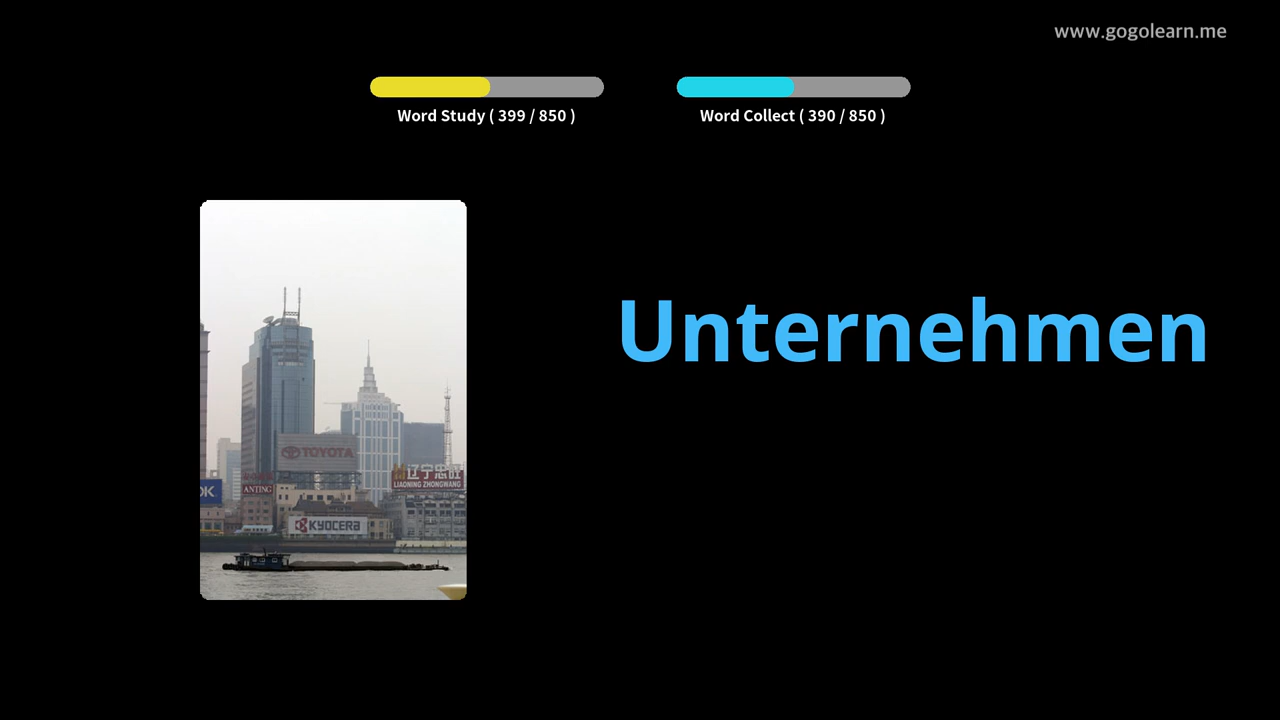 www.gogolearn.me
Word Study ( 399 / 850 )
Word Collect ( 390 / 850 )
Unternehmen
TOYOTA
辽宁忠旺
LIAONING ZHONGWANG
OK
ANTING
KYOCERA